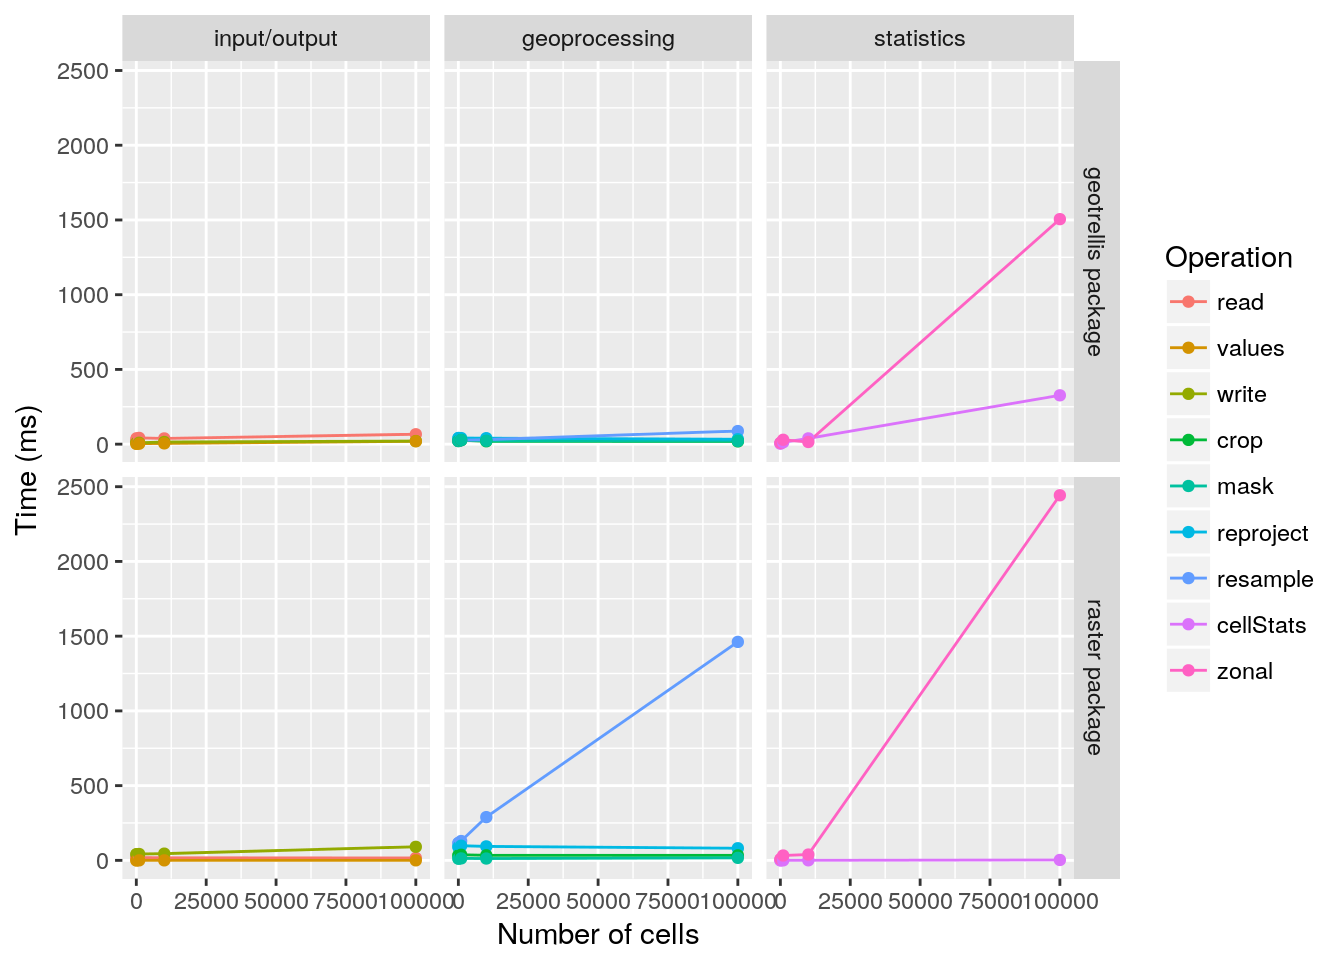 input/output
geoprocessing
statistics
2500
2000
1500
1000
500
0
geotrellis package
2500
2000
1500
1000
500
0
raster package
0 25000 50000 75000 100000
0 25000 50000 75000 100000
0 25000 50000 75000 100000
Number of cells
Time (ms)
Operation
read
values
write
crop
mask
reproject
resample
cellStats
zonal